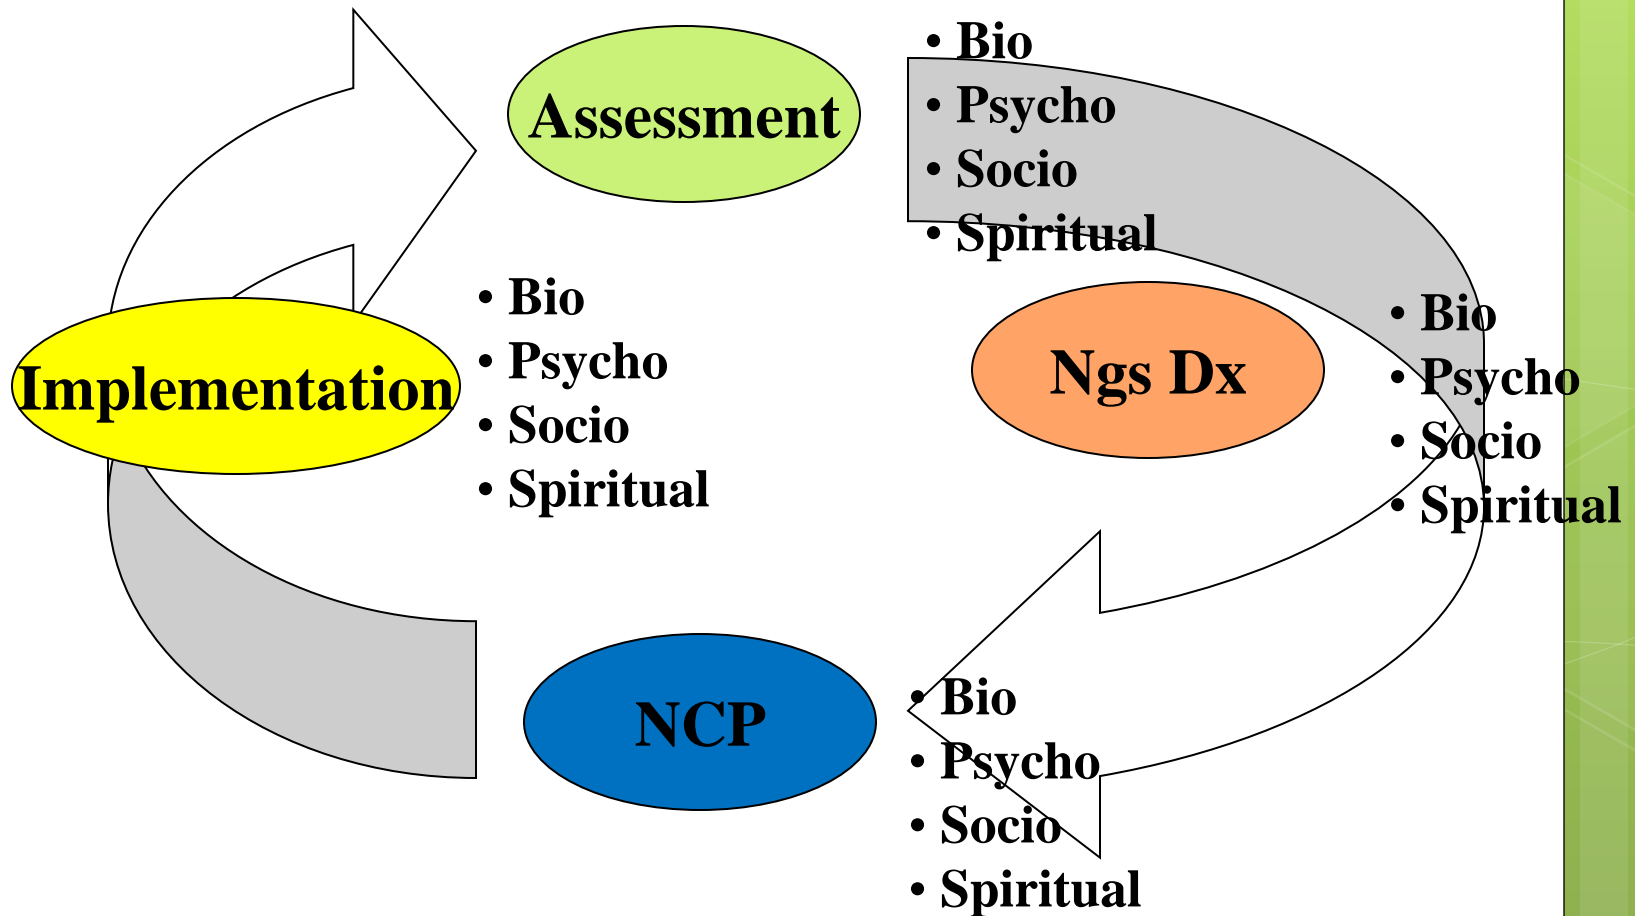 Assessment
• Bio
• Psycho
• Socio
• Spiritual
Ngs Dx
• Bio
• Psycho
• Socio
• Spiritual
NCP
• Bio
• Psycho
• Socio
• Spiritual
Implementation
• Bio
• Psycho
• Socio
• Spiritual